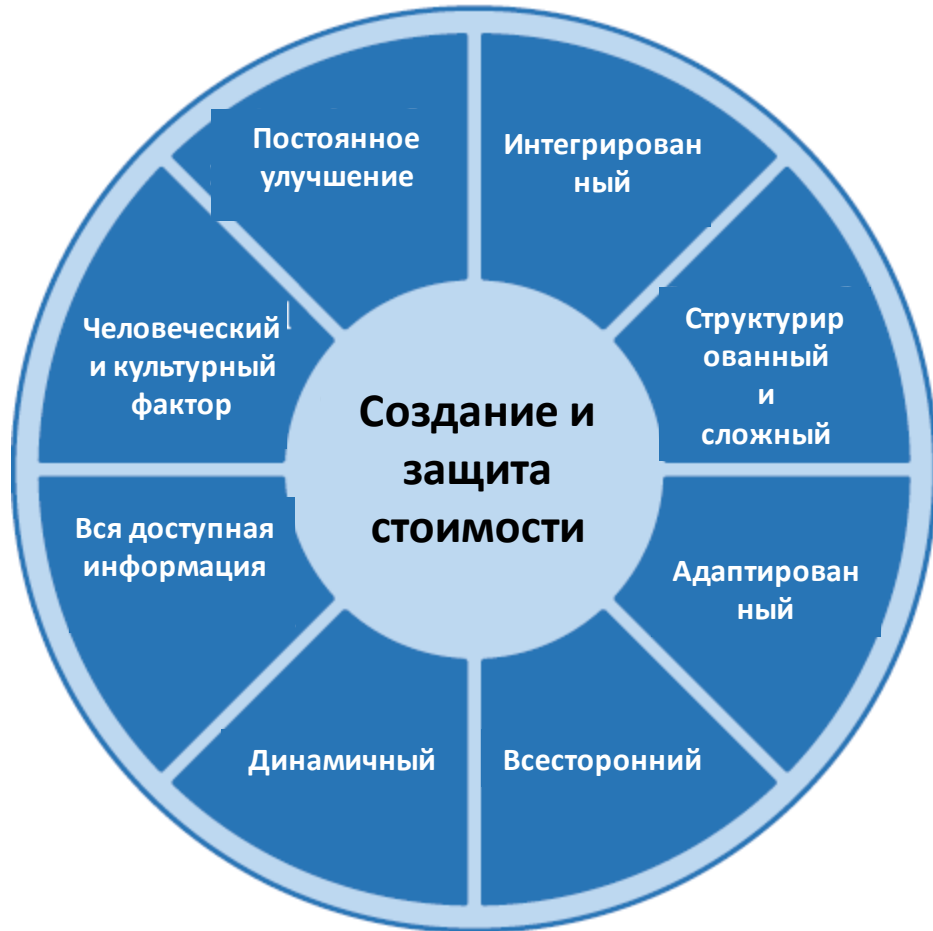 Постоянное
улучшение
Интегрирован
ный
Структурир
ованный
и
сложный
Адаптирован
ный
Всесторонний
Динамичный
Вся доступная
информация
Человеческий
и культурный
фактор
Создание и
защита
стоимости